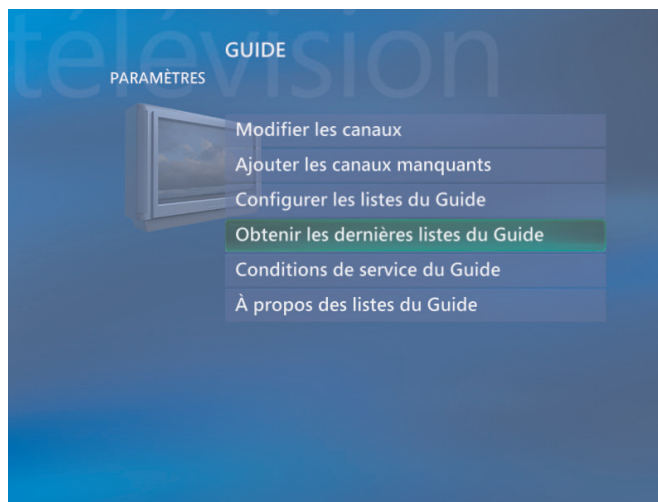 télévision
GUIDE
PARAMÈTRES
Modifier les canaux
Ajouter les canaux manquants
Configurer les listes du Guide
Obtenir les dernières listes du Guide
Conditions de service du Guide
À propos des listes du Guide